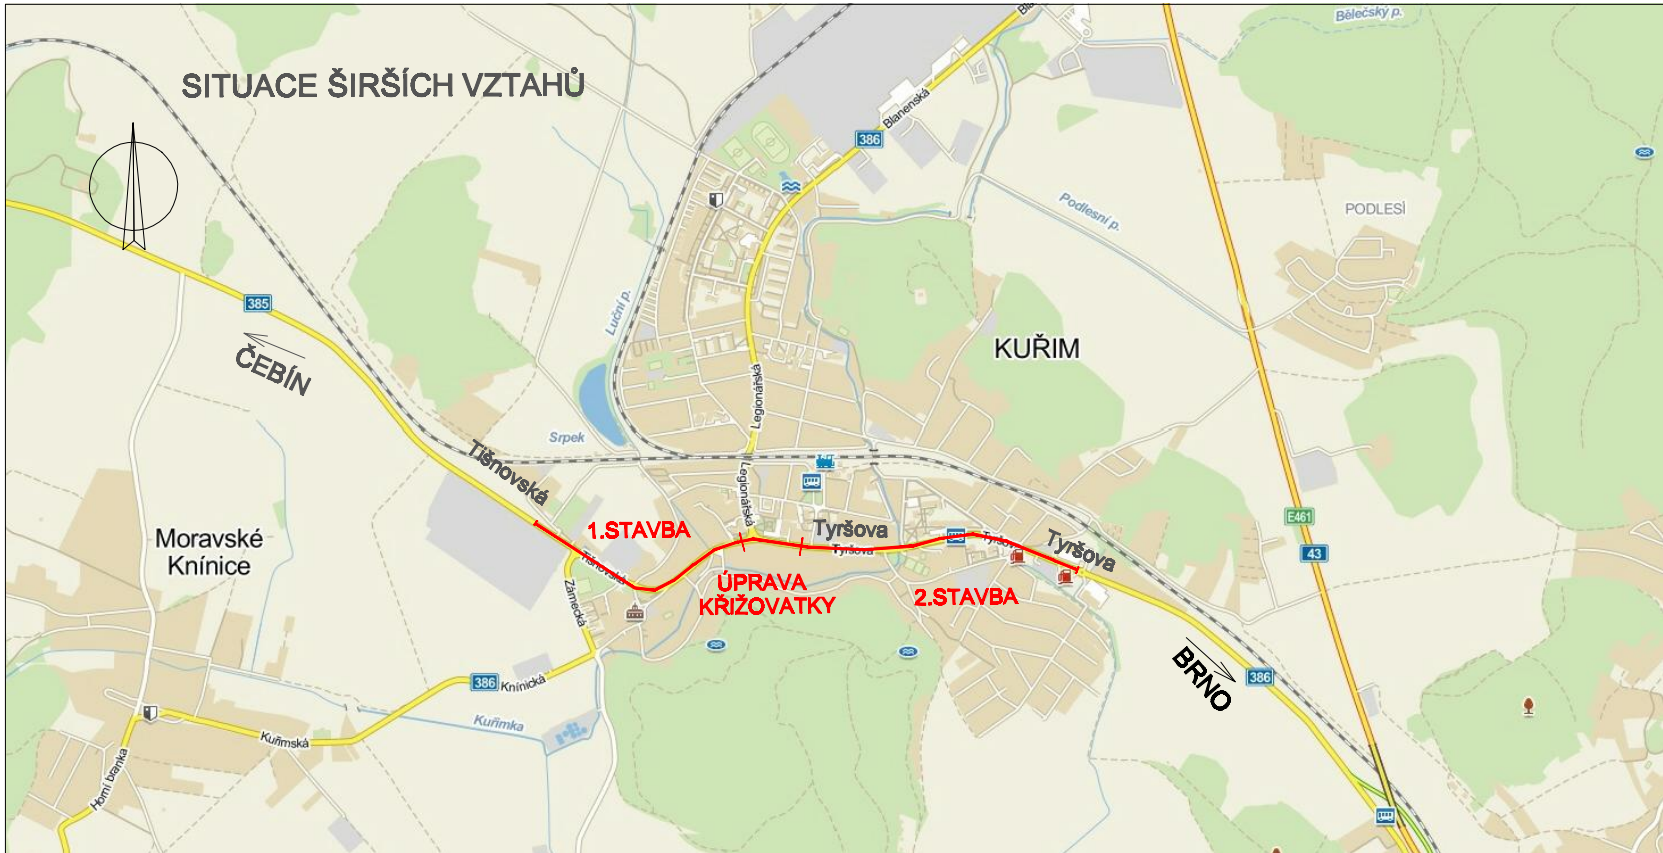 Bělečský p.
SITUACE ŠIRŠÍCH VZTAHŮ
Blanenská
386
Podlesní p.
PODLESÍ
Luční p.
385
ČEBÍN
KUŘIM
Legionářská
Srpek
Tišnovská
Legionářská
E461
43
1.STAVBA
Tyršova
Tyršova
Tyršova
Tyršova
Moravské
Knínice
Tišnovská
Zámecká
ÚPRAVA
KŘIŽOVATKY
2.STAVBA
BRNO
386
386
Knínická
Kuřimka
Kuřimská
Horní branka